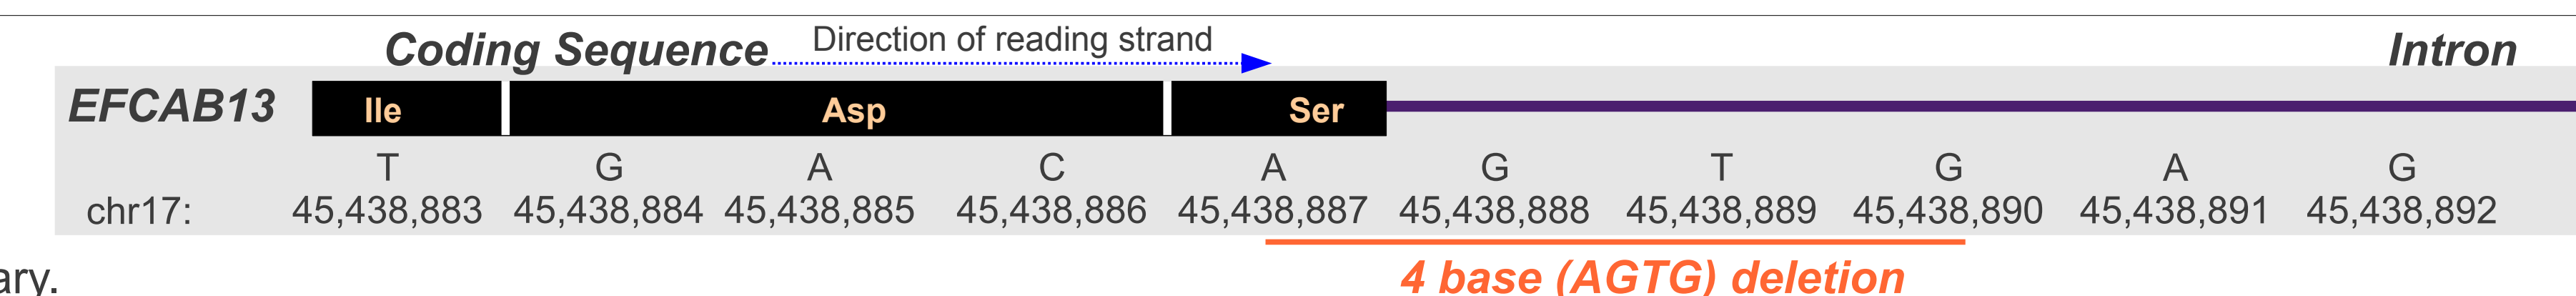 Coding Sequence Direction of reading strand Intron
EFCAB13 Ile Asp Ser
T G A C A G T G A G
chr17: 45,438,883 45,438,884 45,438,885 45,438,886 45,438,887 45,438,888 45,438,889 45,438,890 45,438,891 45,438,892
4 base (AGTG) deletion